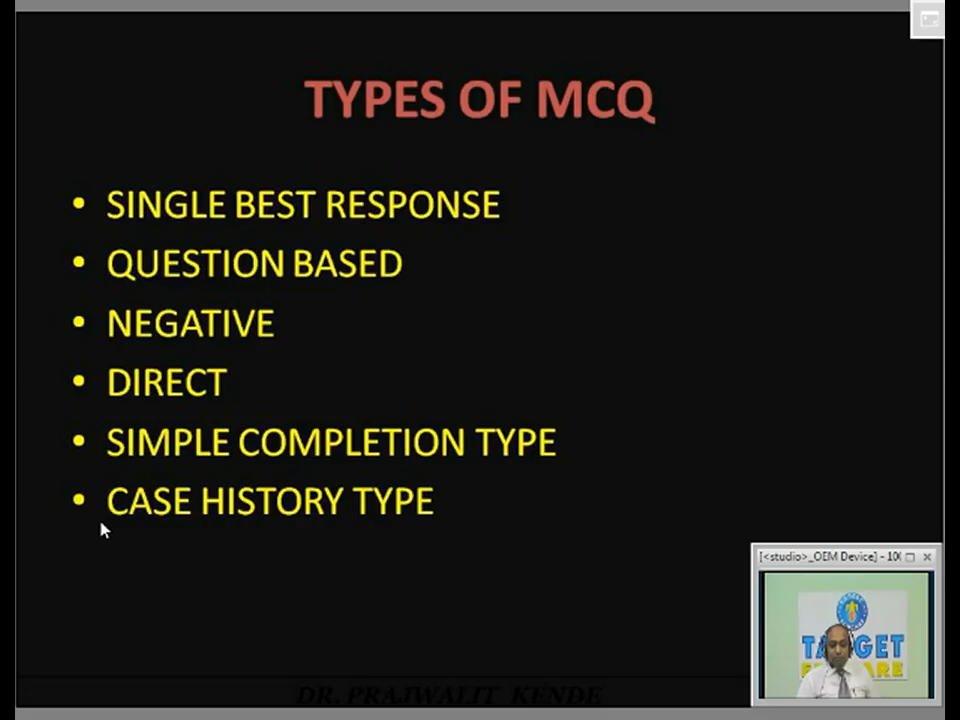 TYPES OF MCQ
• SINGLE BEST RESPONSE
• QUESTION BASED
• NEGATIVE
• DIRECT
• SIMPLE COMPLETION TYPE
• CASE HISTORY TYPE
[<studio>_OEM Device] - 10
TARGET
DR. PRAJWALIT KENDE